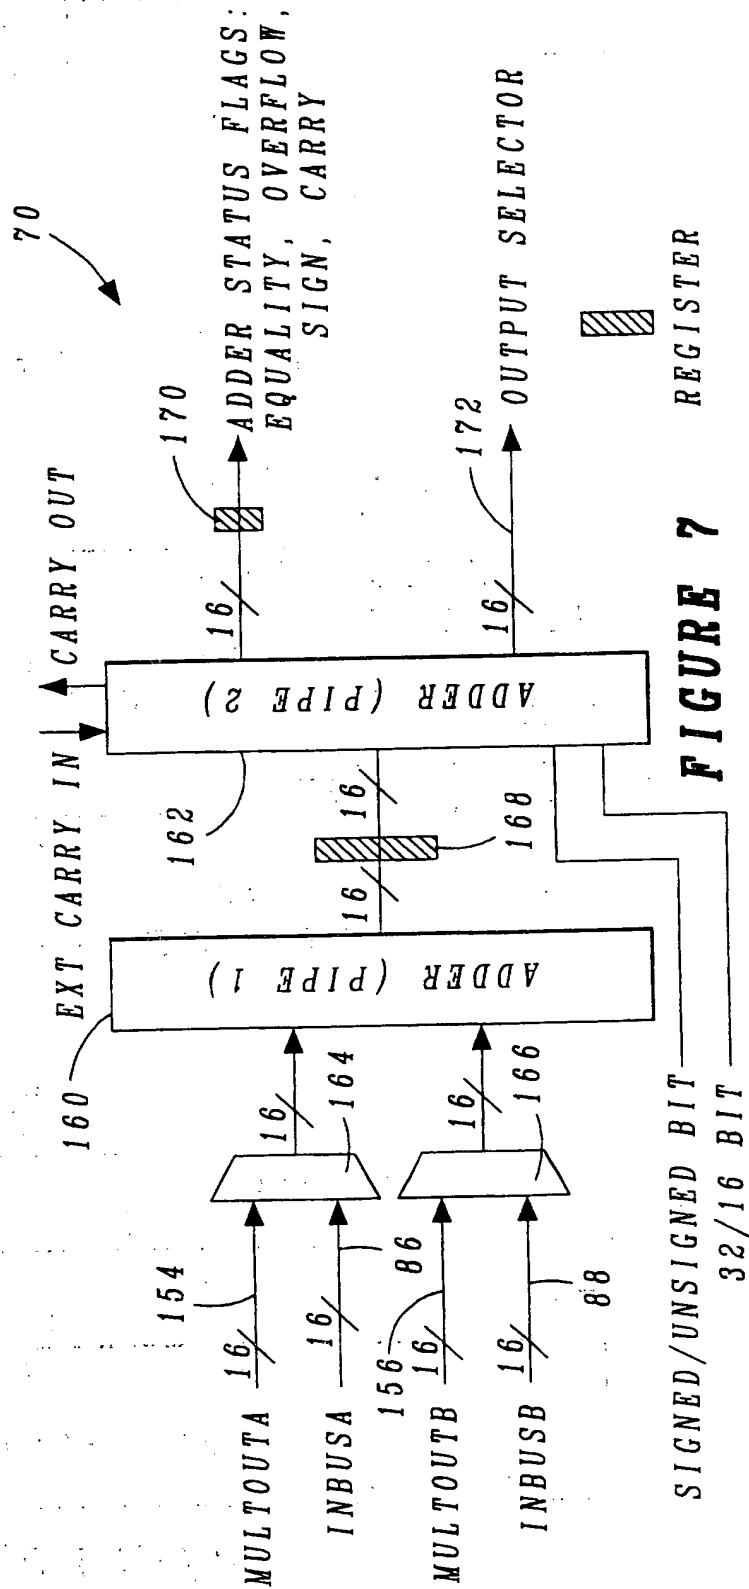 70
EXT CARRY IN
CARRY OUT
160
162
170
ADDER STATUS FLAGS:
EQUALITY, OVERFLOW,
SIGN, CARRY
MULTOUTA
16
154
INBUSA
16
86
16
164
ADDER (PIPE 1)
16
16
168
ADDER (PIPE 2)
16
MULTOUTB
16
156
INBUSB
16
88
16
166
16
172
OUTPUT SELECTOR
SIGNED/UNSIGNED BIT
32/16 BIT
REGISTER
FIGURE 7